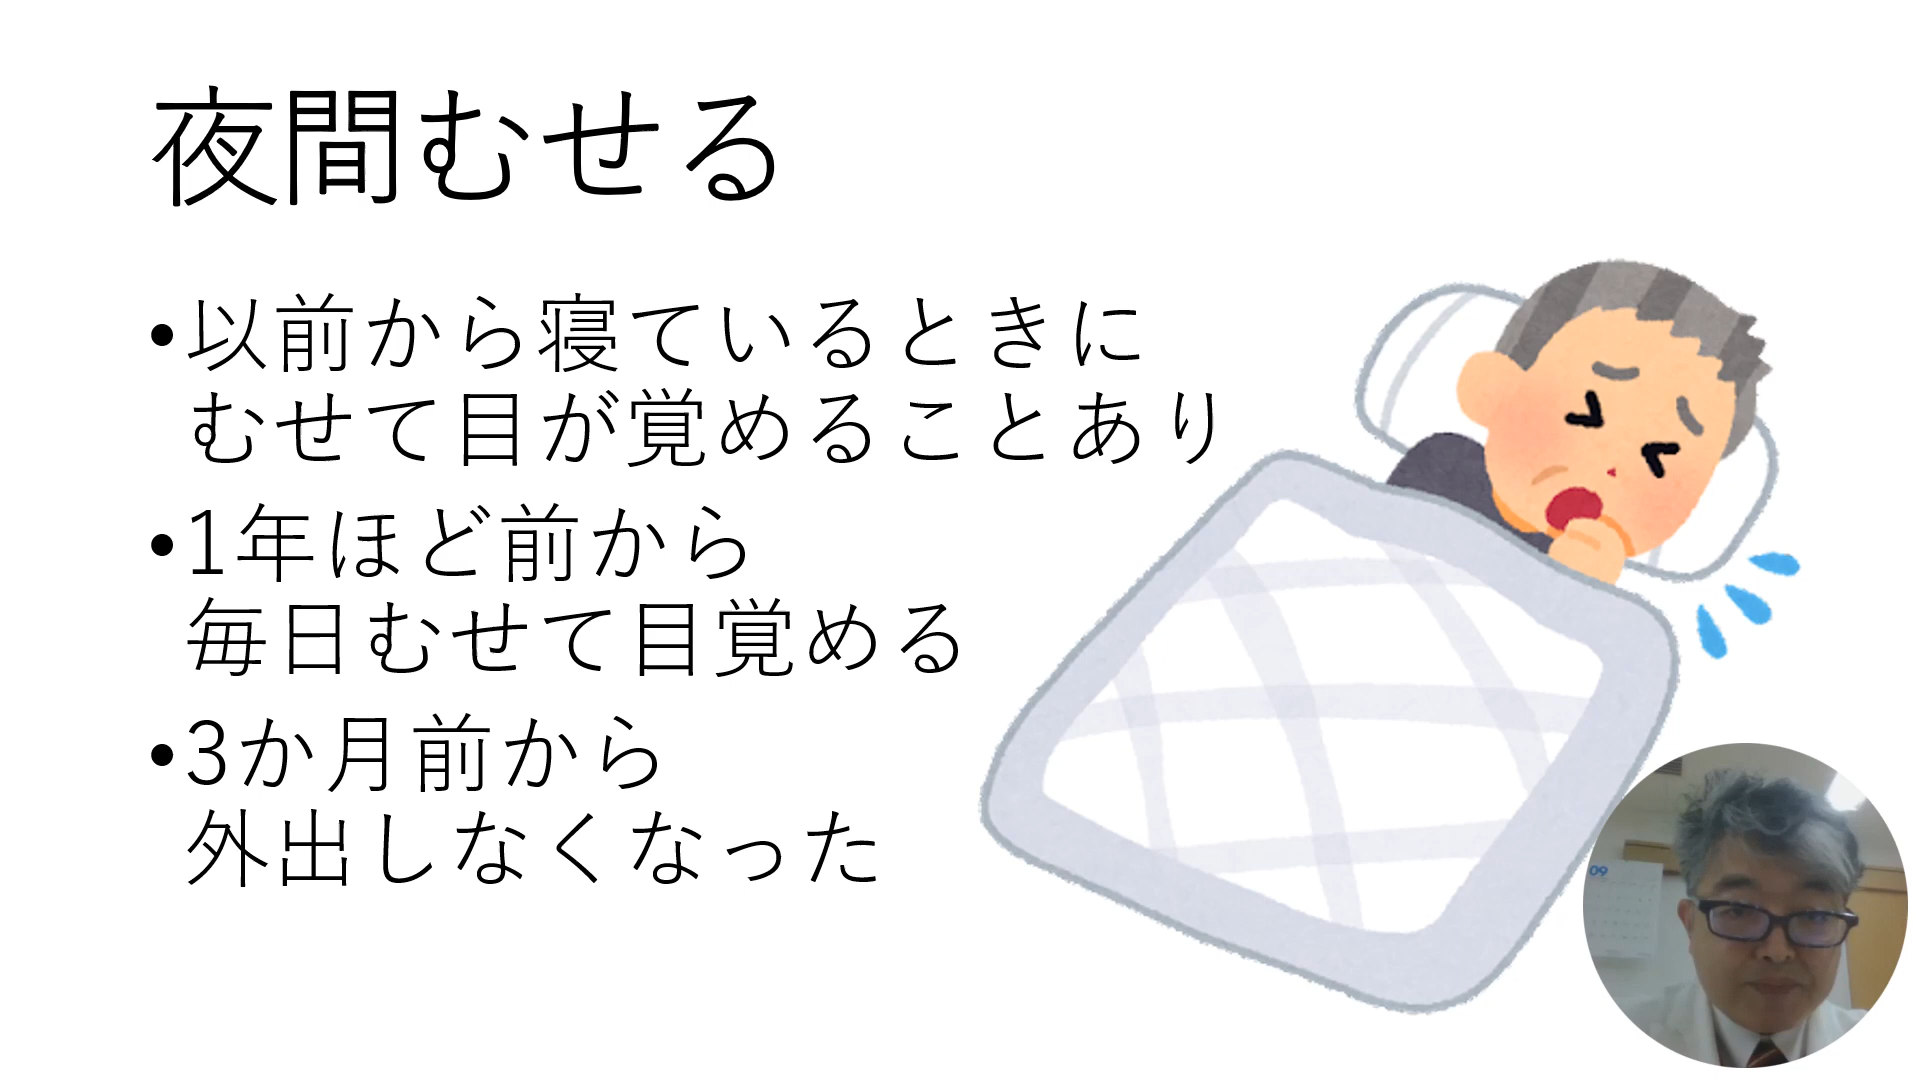 夜間むせる
•以前から寝ているときに
むせて目が覚めることあり
•1年ほど前から
毎日むせて目覚める
•3か月前から
外出しなくなった
09